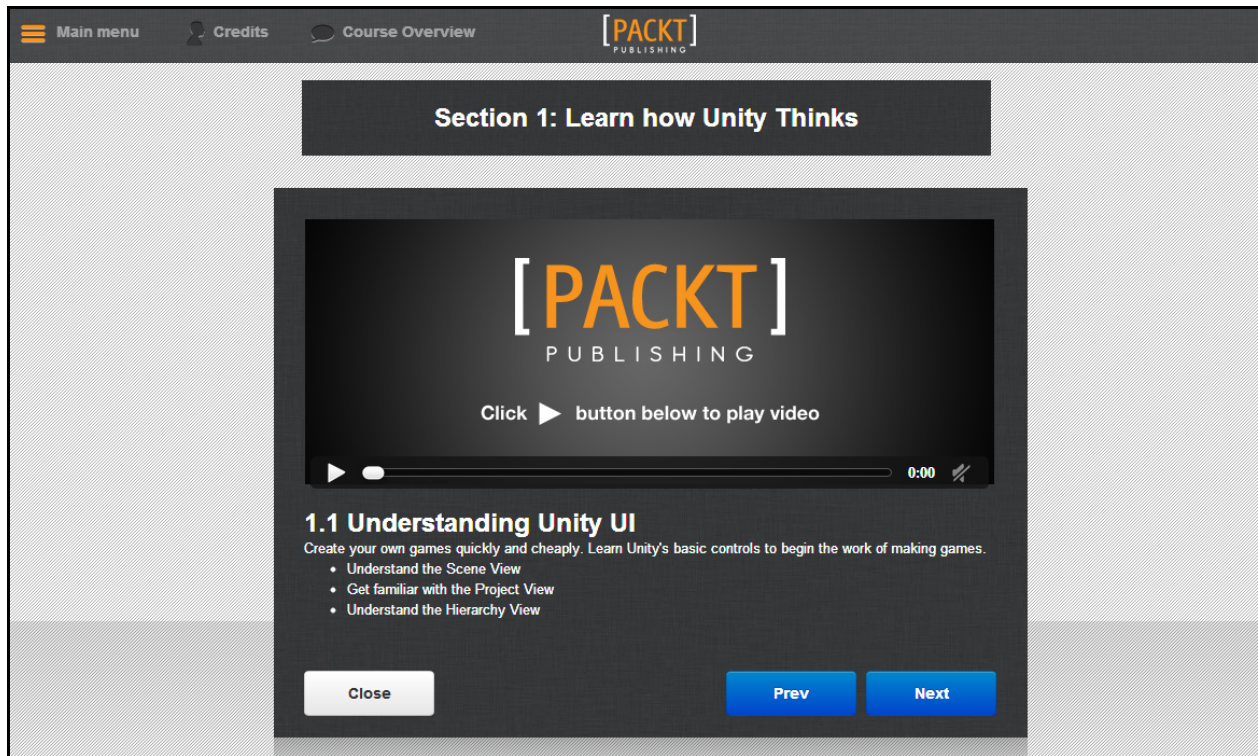 Main menu Credits Course Overview [PACKT]
PUBLISHING
Section 1: Learn how Unity Thinks
[PACKT]
PUBLISHING
Click button below to play video
0:00
1.1 Understanding Unity UI
Create your own games quickly and cheaply. Learn Unity's basic controls to begin the work of making games.
• Understand the Scene View
• Get familiar with the Project View
• Understand the Hierarchy View
Close Prev Next